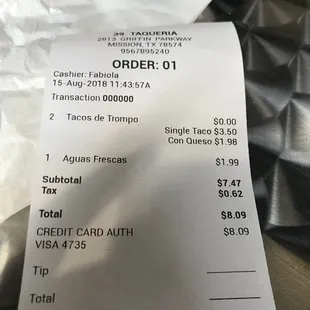 39 TAQUERIA
2813 GRIFFIN PARKWAY
MISSION, TX 78574
9567895240
ORDER: 01
Cashier: Fabiola
15-Aug-2018 11:43:57A
Transaction 000000
2 Tacos de Trompo $0.00
Single Taco $3.50
Con Queso $1.98
1 Aguas Frescas $1.99
Subtotal $7.47
Tax $0.62
Total $8.09
CREDIT CARD AUTH $8.09
VISA 4735
Tip
Total